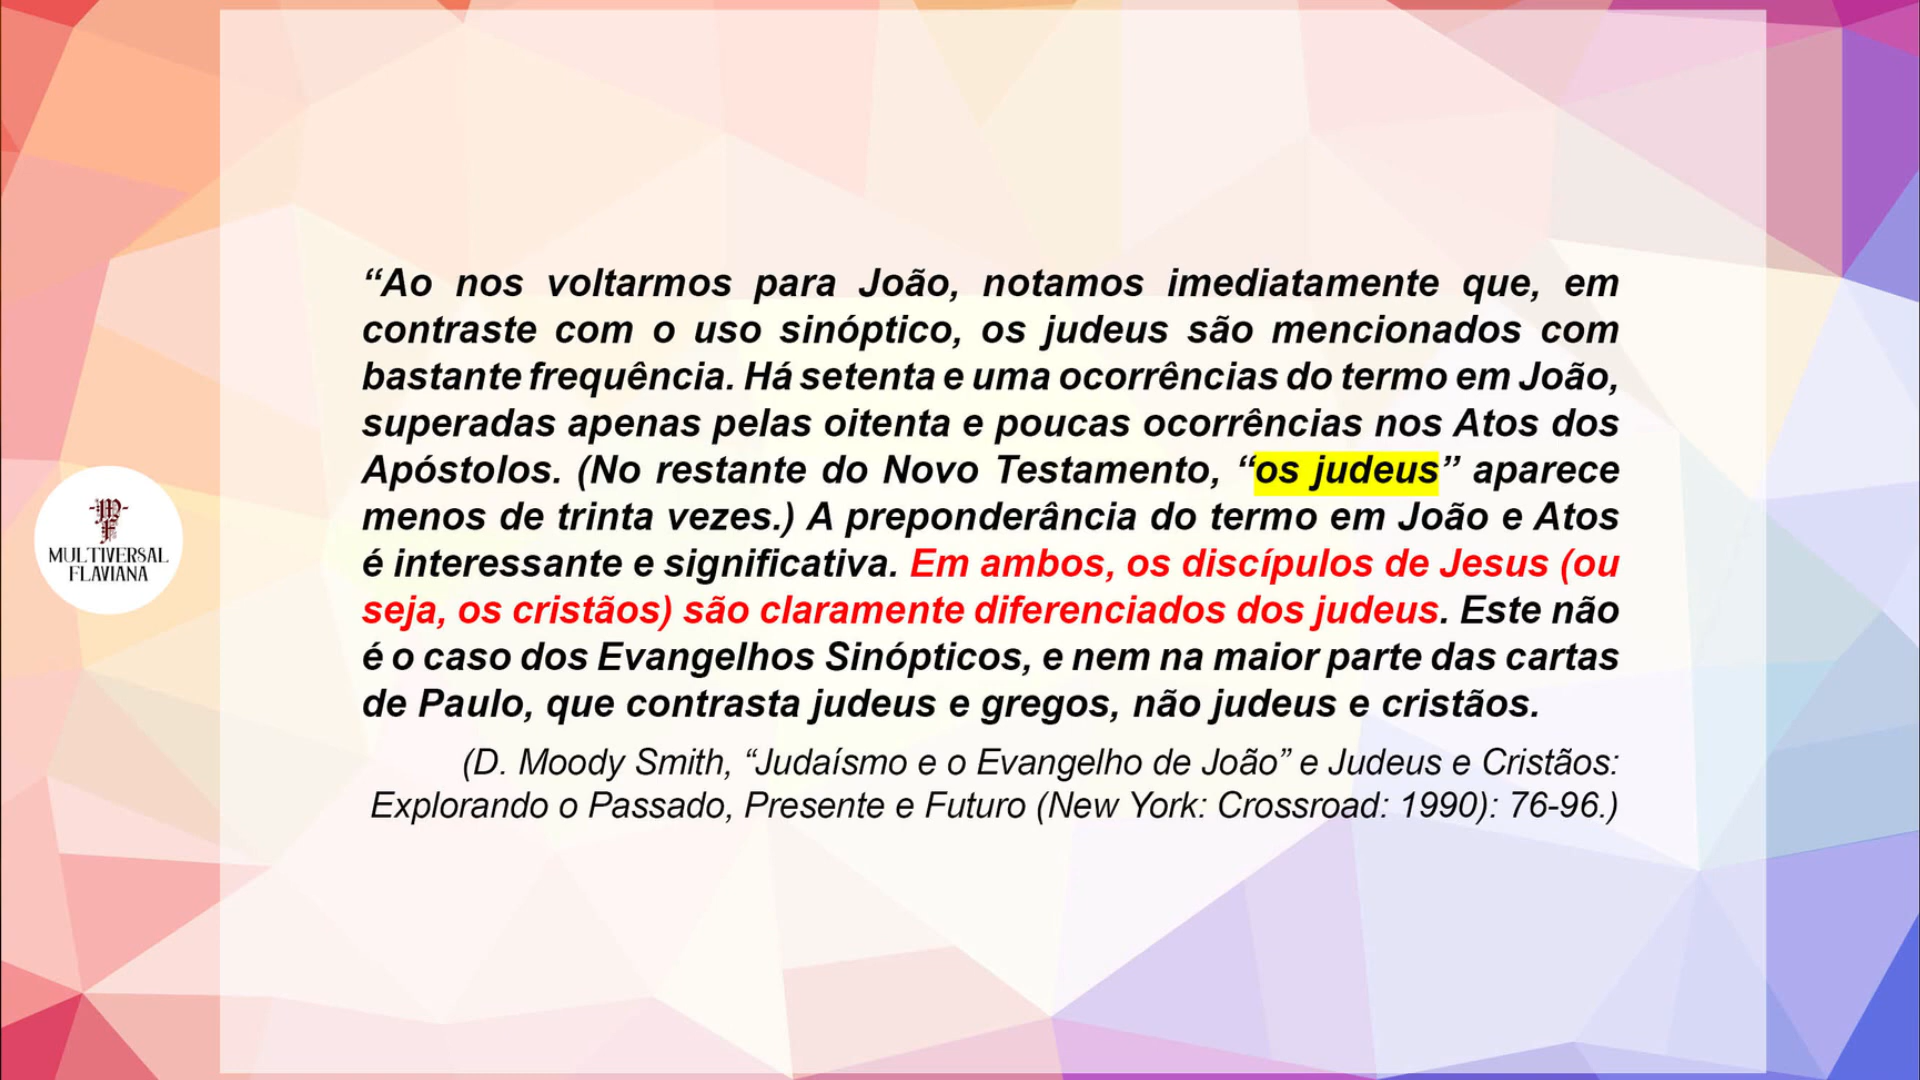 “Ao nos voltarmos para João, notamos imediatamente que, em
contraste com o uso sinóptico, os judeus são mencionados com
bastante frequência. Há setenta e uma ocorrências do termo em João,
superadas apenas pelas oitenta e poucas ocorrências nos Atos dos
Apóstolos. (No restante do Novo Testamento, “os judeus” aparece
menos de trinta vezes.) A preponderância do termo em João e Atos
é interessante e significativa. Em ambos, os discípulos de Jesus (ou
seja, os cristãos) são claramente diferenciados dos judeus. Este não
é o caso dos Evangelhos Sinópticos, e nem na maior parte das cartas
de Paulo, que contrasta judeus e gregos, não judeus e cristãos.
(D. Moody Smith, “Judaísmo e o Evangelho de João” e Judeus e Cristãos:
Explorando o Passado, Presente e Futuro (New York: Crossroad: 1990): 76-96.)
MF
MULTIVERSAL
FLAVIANA